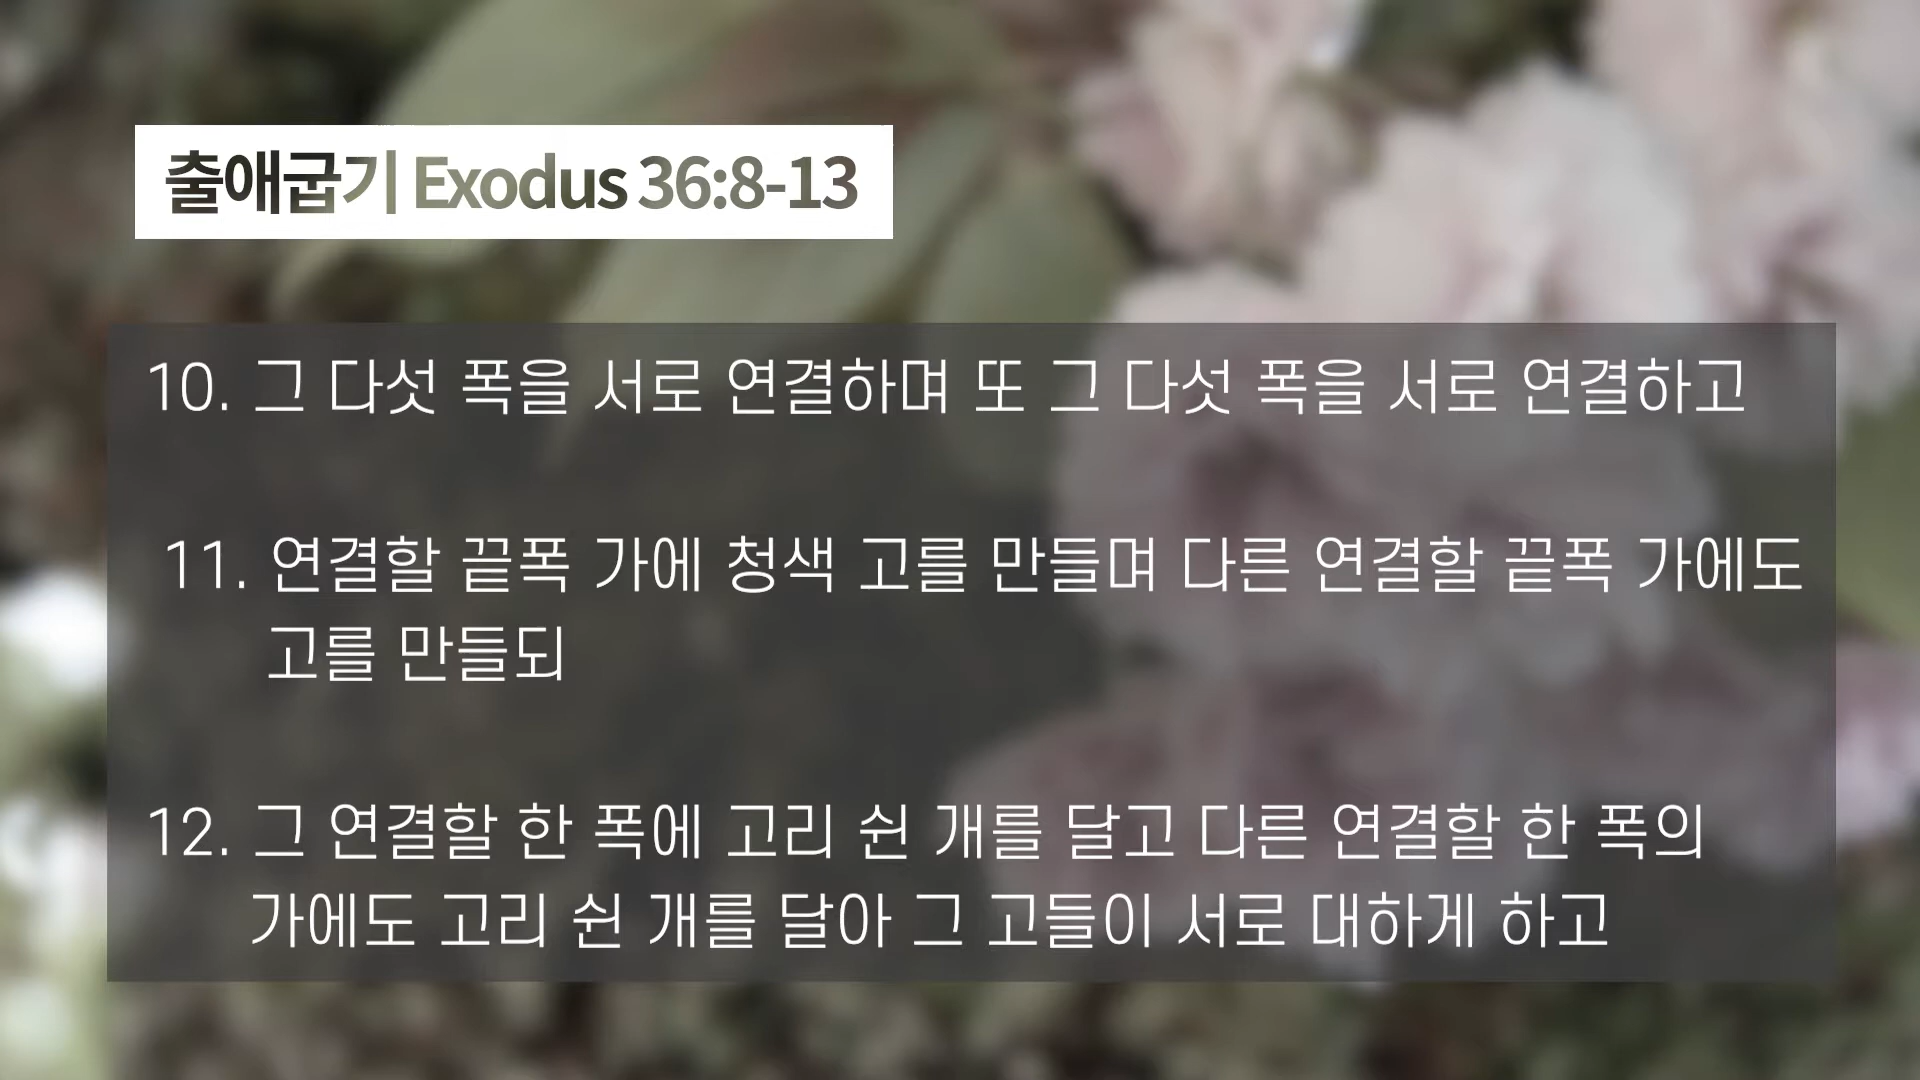 출애굽기 Exodus 36:8-13
10. 그 다섯 폭을 서로 연결하며 또 그 다섯 폭을 서로 연결하고
11. 연결할 끝폭 가에 청색 고를 만들며 다른 연결할 끝폭 가에도
고를 만들되
12. 그 연결할 한 폭에 고리 쉰 개를 달고 다른 연결할 한 폭의
가에도 고리 쉰 개를 달아 그 고들이 서로 대하게 하고